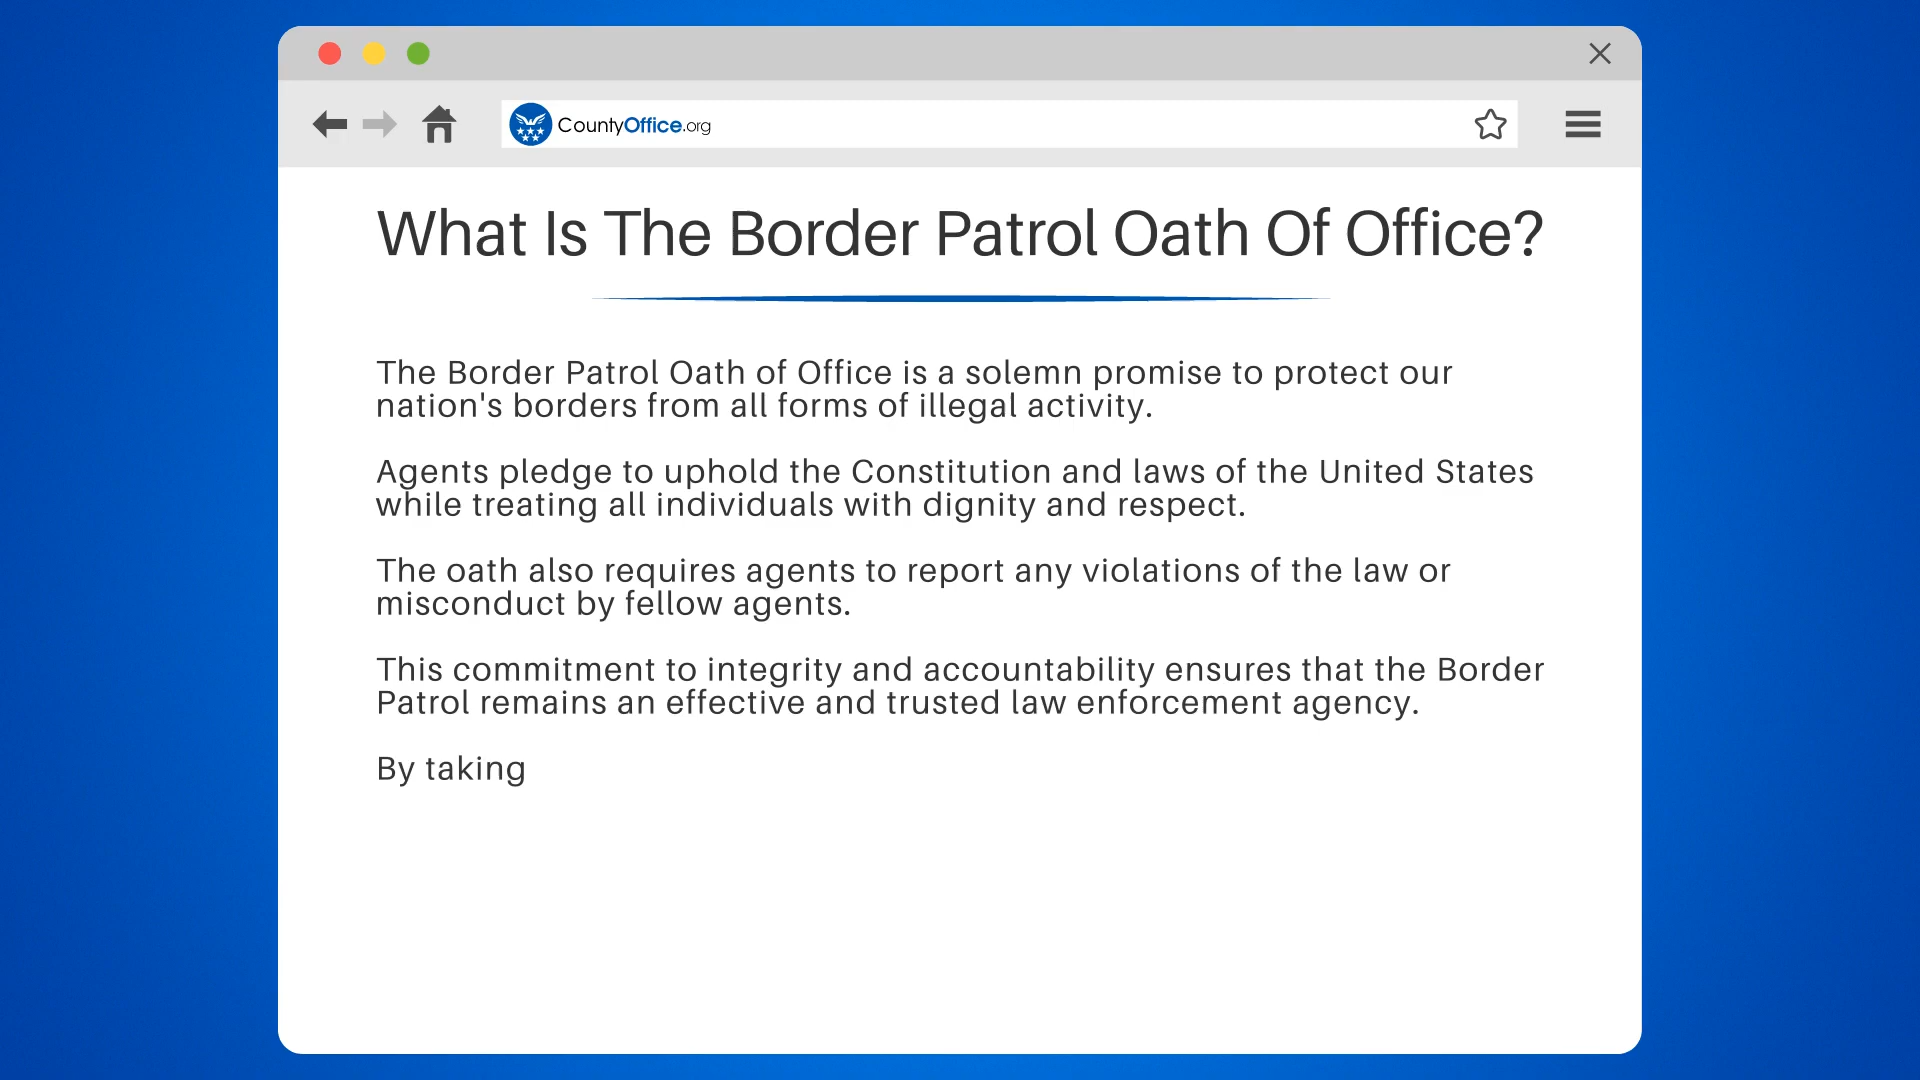 CountyOffice.org
What Is The Border Patrol Oath Of Office?
The Border Patrol Oath of Office is a solemn promise to protect our
nation's borders from all forms of illegal activity.
Agents pledge to uphold the Constitution and laws of the United States
while treating all individuals with dignity and respect.
The oath also requires agents to report any violations of the law or
misconduct by fellow agents.
This commitment to integrity and accountability ensures that the Border
Patrol remains an effective and trusted law enforcement agency.
By taking